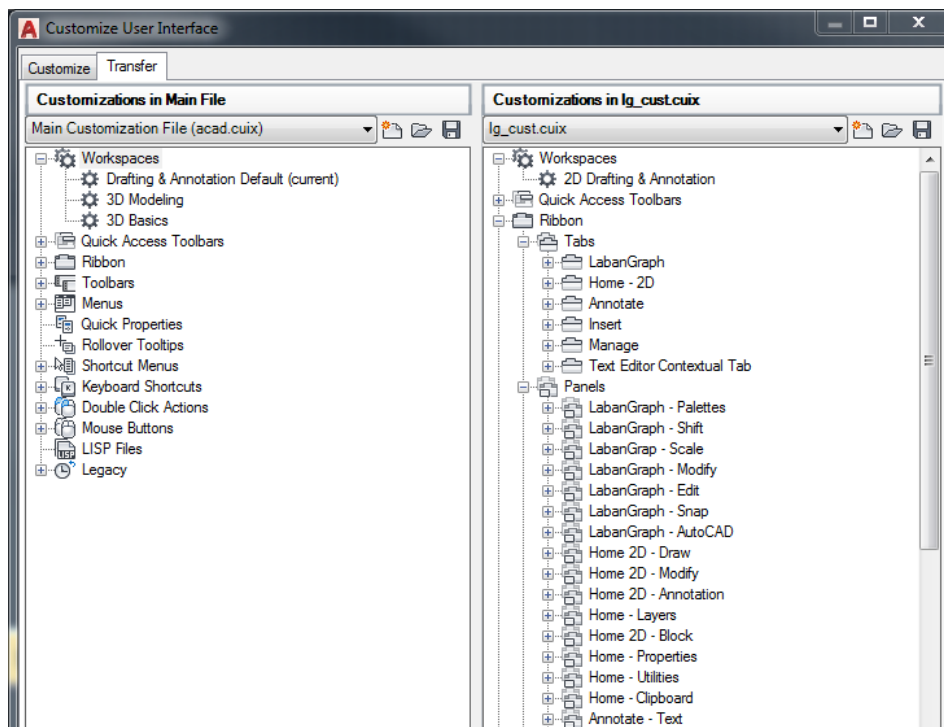 Customize User Interface
Customize
Transfer
Customizations in Main File
Main Customization File (acad.cuix)
Workspaces
Drafting & Annotation Default (current)
3D Modeling
3D Basics
Quick Access Toolbars
Ribbon
Toolbars
Menus
Quick Properties
Rollover Tooltips
Shortcut Menus
Keyboard Shortcuts
Double Click Actions
Mouse Buttons
LISP Files
Legacy
Customizations in lg_cust.cuix
lg_cust.cuix
Workspaces
2D Drafting & Annotation
Quick Access Toolbars
Ribbon
Tabs
LabanGraph
Home - 2D
Annotate
Insert
Manage
Text Editor Contextual Tab
Panels
LabanGraph - Palettes
LabanGraph - Shift
LabanGrap - Scale
LabanGraph - Modify
LabanGraph - Edit
LabanGraph - Snap
LabanGraph - AutoCAD
Home 2D - Draw
Home 2D - Modify
Home 2D - Annotation
Home - Layers
Home 2D - Block
Home - Properties
Home - Utilities
Home - Clipboard
Annotate - Text